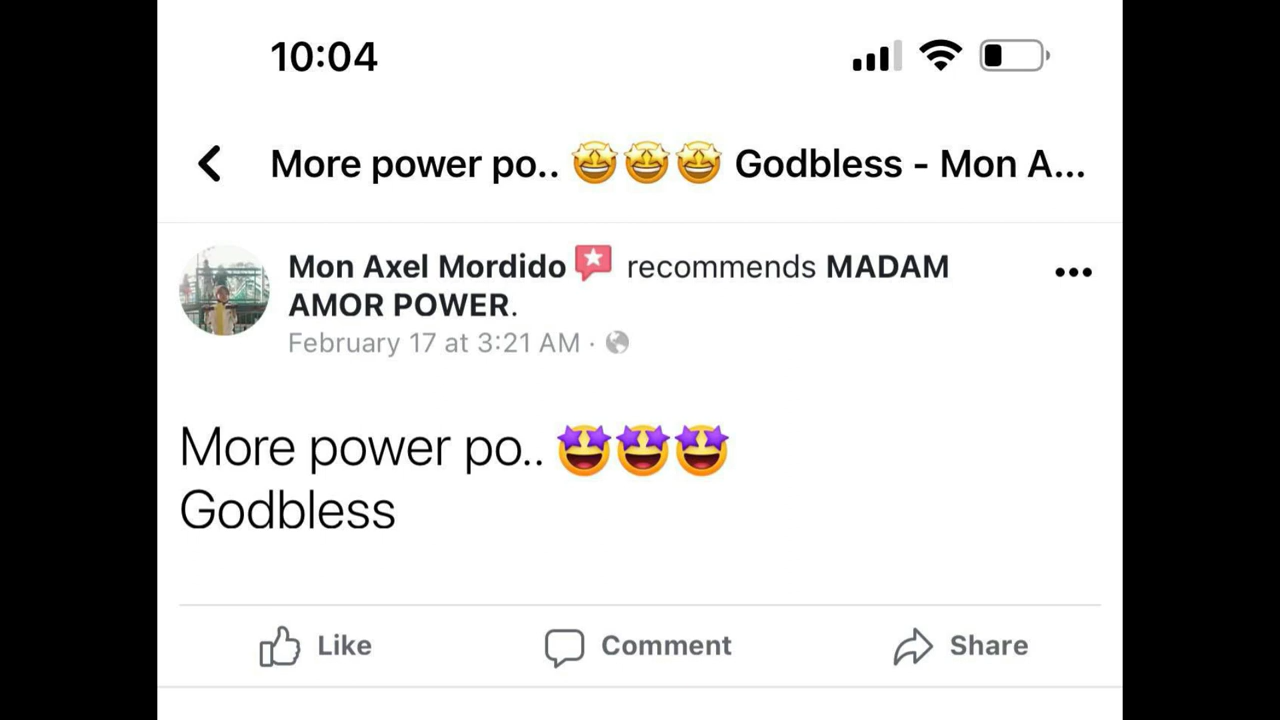 10:04
More power po.. 🤩🤩🤩 Godbless - Mon A...
Mon Axel Mordido recommends MADAM
AMOR POWER.
February 17 at 3:21 AM ·
More power po.. 🤩🤩🤩
Godbless
Like Comment Share